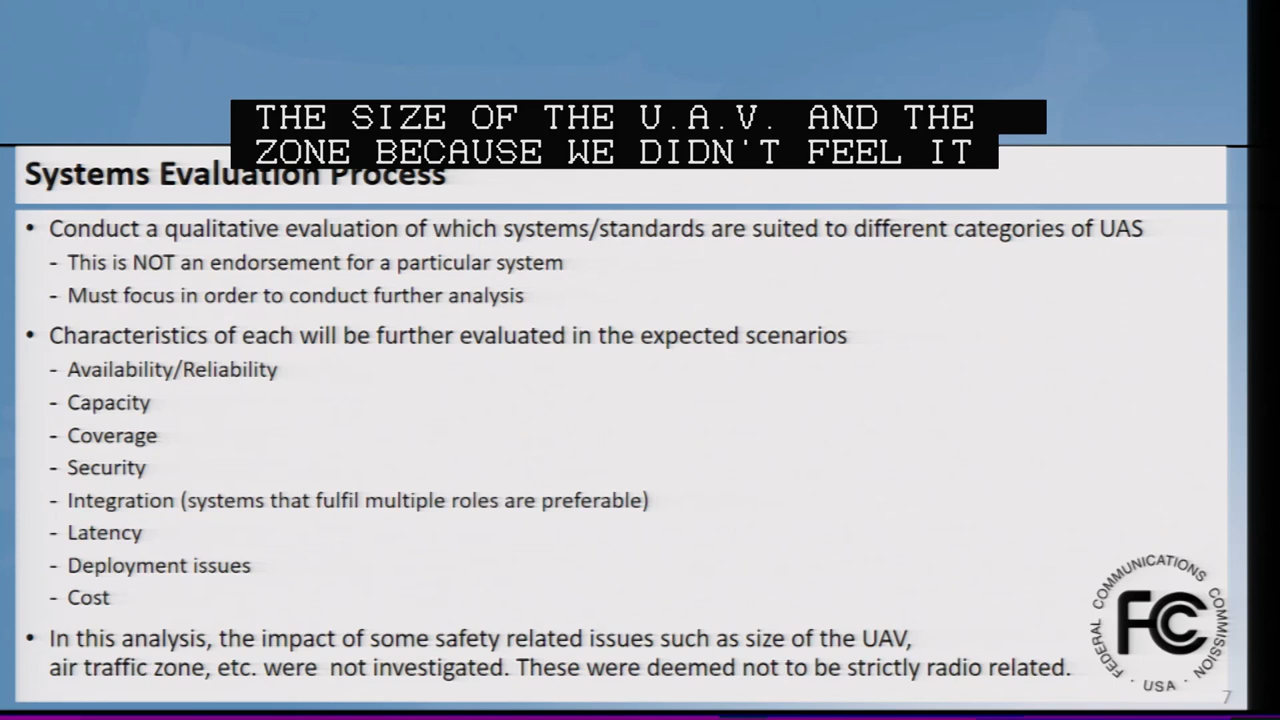 THE SIZE OF THE U.A.V. AND THE
ZONE BECAUSE WE DIDN'T FEEL IT
Systems Evaluation Process
• Conduct a qualitative evaluation of which systems/standards are suited to different categories of UAS
- This is NOT an endorsement for a particular system
- Must focus in order to conduct further analysis
• Characteristics of each will be further evaluated in the expected scenarios
- Availability/Reliability
- Capacity
- Coverage
- Security
- Integration (systems that fulfil multiple roles are preferable)
- Latency
- Deployment issues
- Cost
• In this analysis, the impact of some safety related issues such as size of the UAV,
air traffic zone, etc. were not investigated. These were deemed not to be strictly radio related.
FEDERAL COMMUNICATIONS COMMISSION
FCC
· USA ·
7